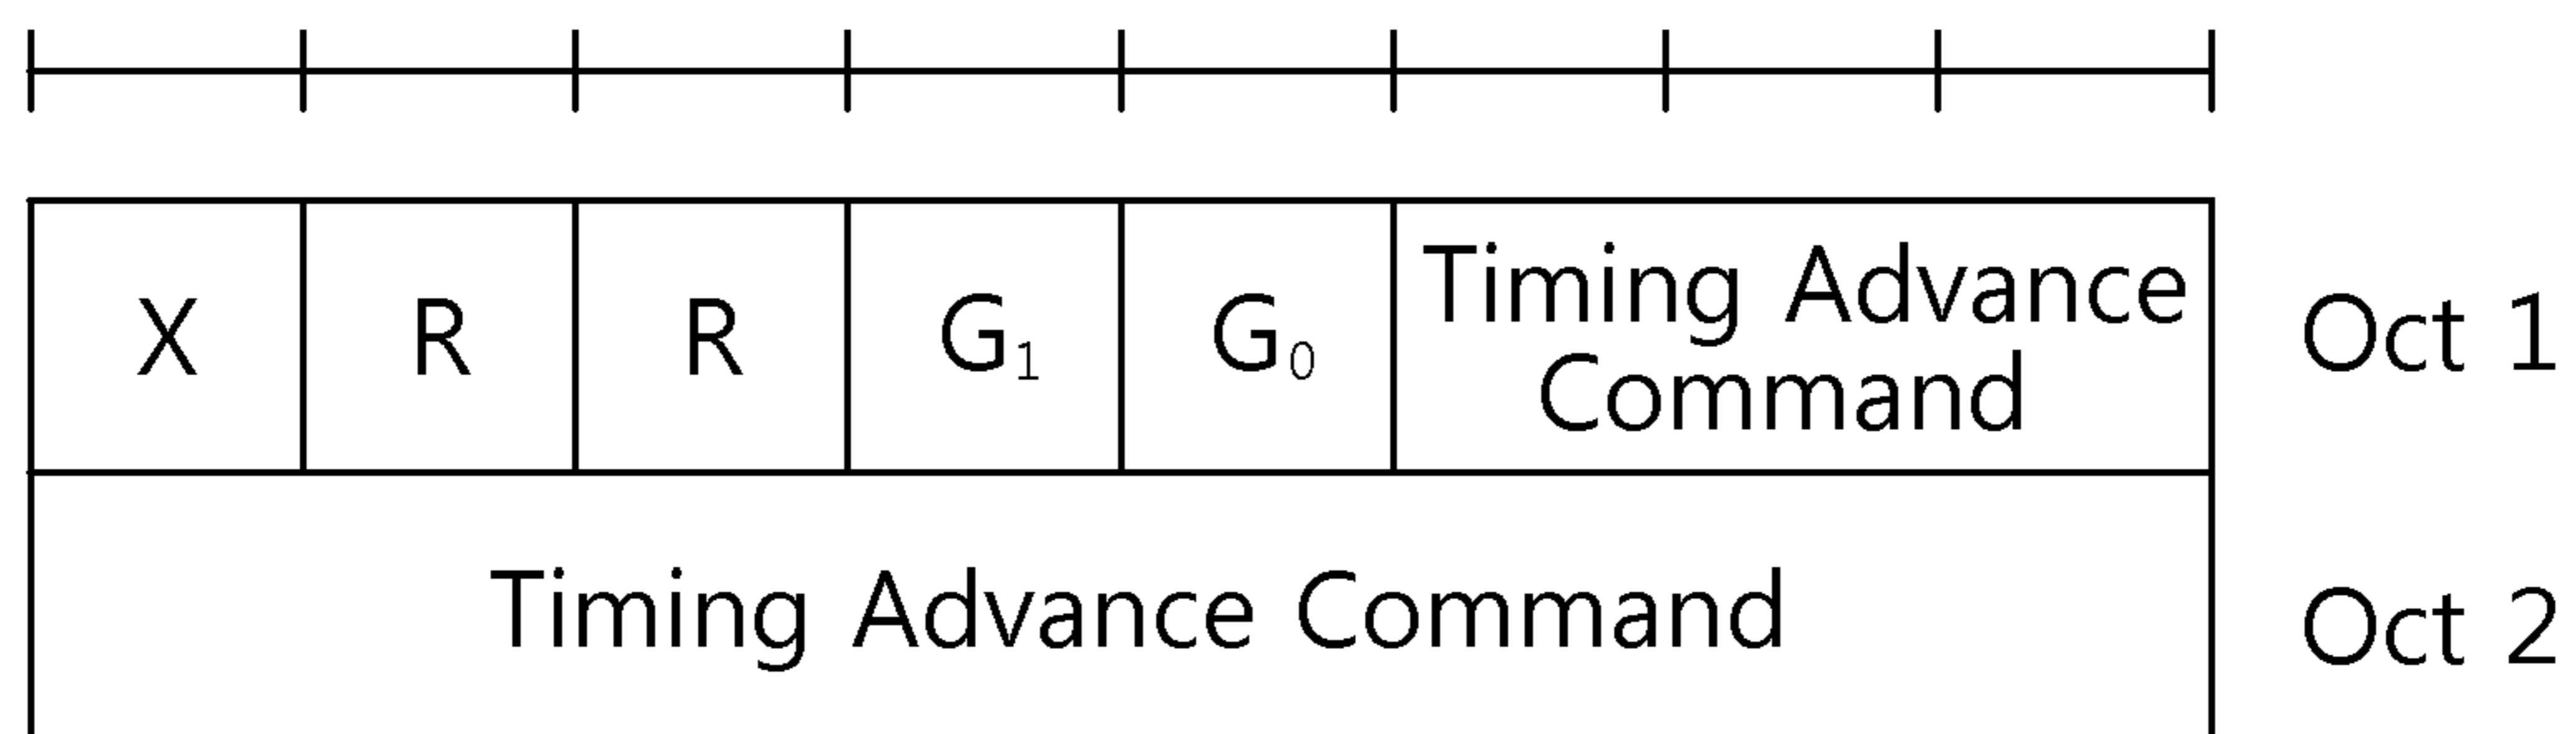 X R R G₁ G₀ Timing Advance Oct 1
Command
Timing Advance Command Oct 2